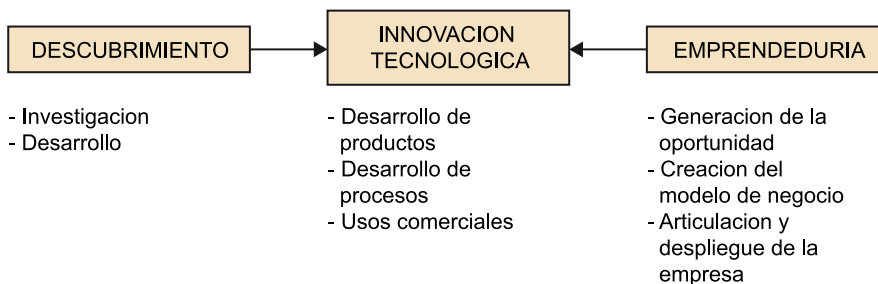 DESCUBRIMIENTO
INNOVACION
TECNOLOGICA
EMPRENDEDURIA
- Investigacion
- Desarrollo
- Desarrollo de
productos
- Desarrollo de
procesos
- Usos comerciales
- Generacion de la
oportunidad
- Creacion del
modelo de negocio
- Articulacion y
despliegue de la
empresa